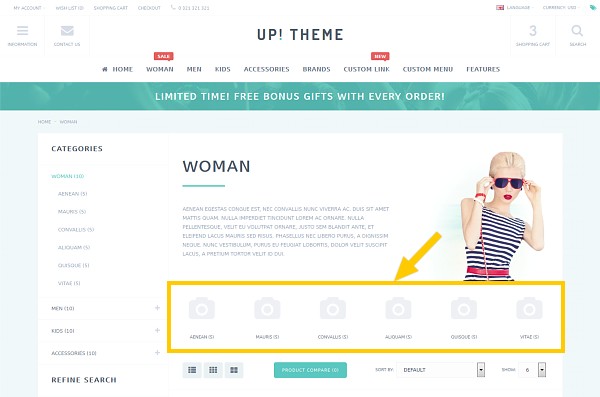 MY ACCOUNT WISH LIST (0) SHOPPING CART CHECKOUT 0 321 321 321 LANGUAGE CURRENCY: USD
INFORMATION CONTACT US UP! THEME 3 SHOPPING CART SEARCH
SALE NEW
HOME WOMAN MEN KIDS ACCESSORIES BRANDS CUSTOM LINK CUSTOM MENU FEATURES
LIMITED TIME! FREE BONUS GIFTS WITH EVERY ORDER!
HOME - WOMAN
CATEGORIES
WOMAN (30)
AENEAN (5)
MAURIS (5)
CONVALLIS (5)
ALIQUAM (5)
QUISQUE (5)
VITAE (5)
MEN (10) +
KIDS (10) +
ACCESSORIES (10) +
REFINE SEARCH
WOMAN
AENEAN EGESTAS CONGUE EST, NEC CONVALLIS NUNC VIVERRA AC. DUIS SIT AMET
MATTIS QUAM. NULLA IMPERDIET TINCIDUNT LOREM AC ORNARE. NULLA
PELLENTESQUE, VELIT EU VOLUTPAT ORNARE, JUSTO SEM BLANDIT ANTE, ET
ELEIFEND LACUS MAURIS SED RISUS. PHASELLUS NEC LIBERO PURUS, A DIGNISSIM
NEQUE. NUNC VESTIBULUM, PURUS EU FEUGIAT LOBORTIS, DOLOR VELIT SUSCIPIT
LACUS, A PRETIUM TORTOR VELIT ID DUI.
AENEAN (5) MAURIS (5) CONVALLIS (5) ALIQUAM (5) QUISQUE (5) VITAE (5)
PRODUCT COMPARE (0) SORT BY: DEFAULT SHOW: 6